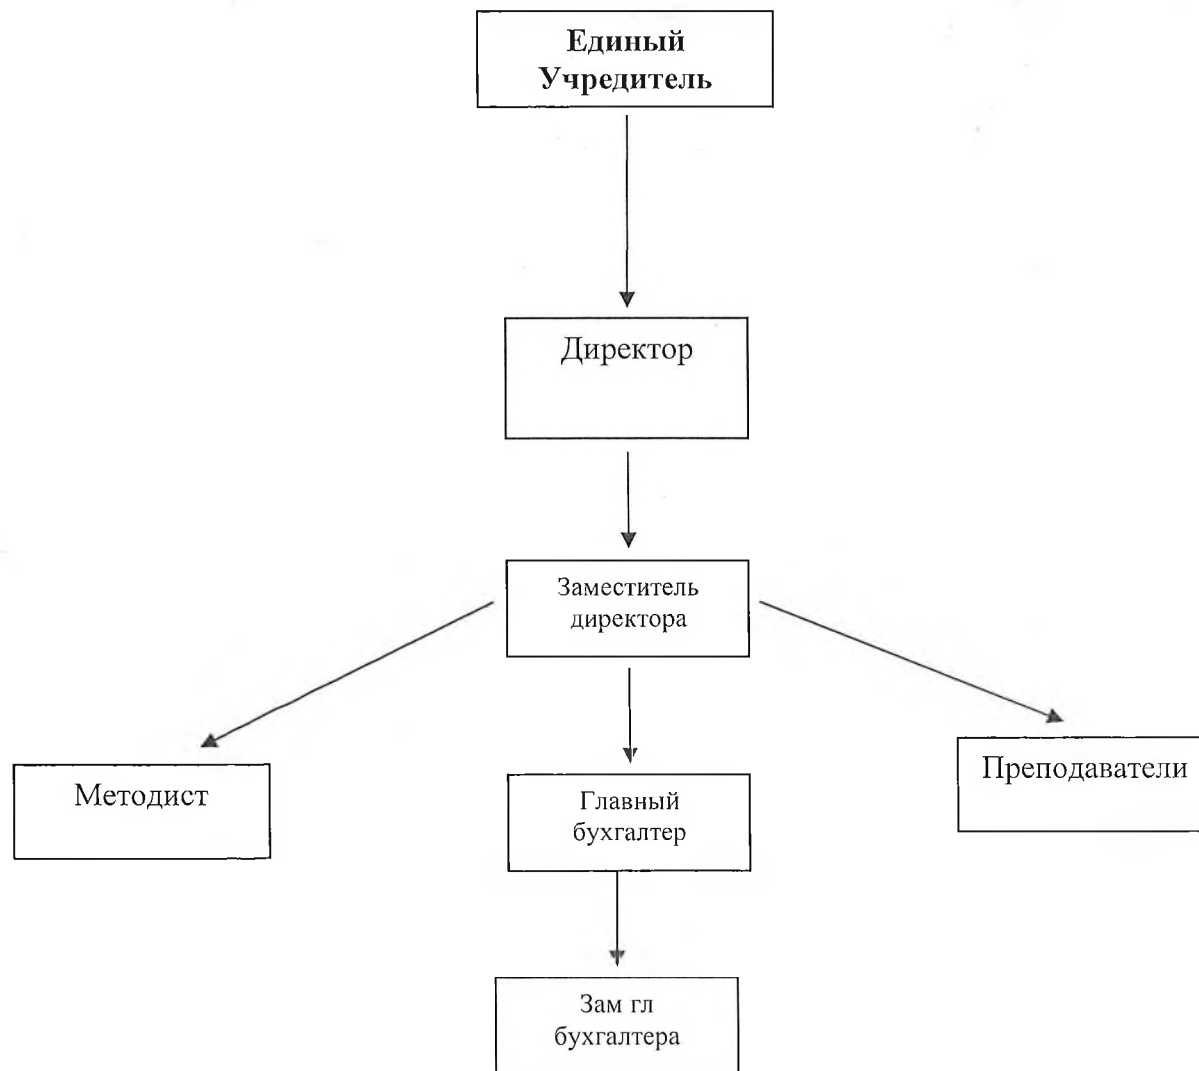 Единый
Учредитель
Директор
Заместитель
директора
Методист
Главный
бухгалтер
Преподаватели
Зам гл
бухгалтера